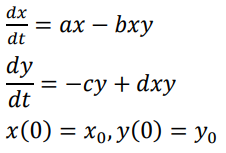 dx/dt = ax − bxy
dy/dt = −cy + dxy
x(0) = x₀, y(0) = y₀